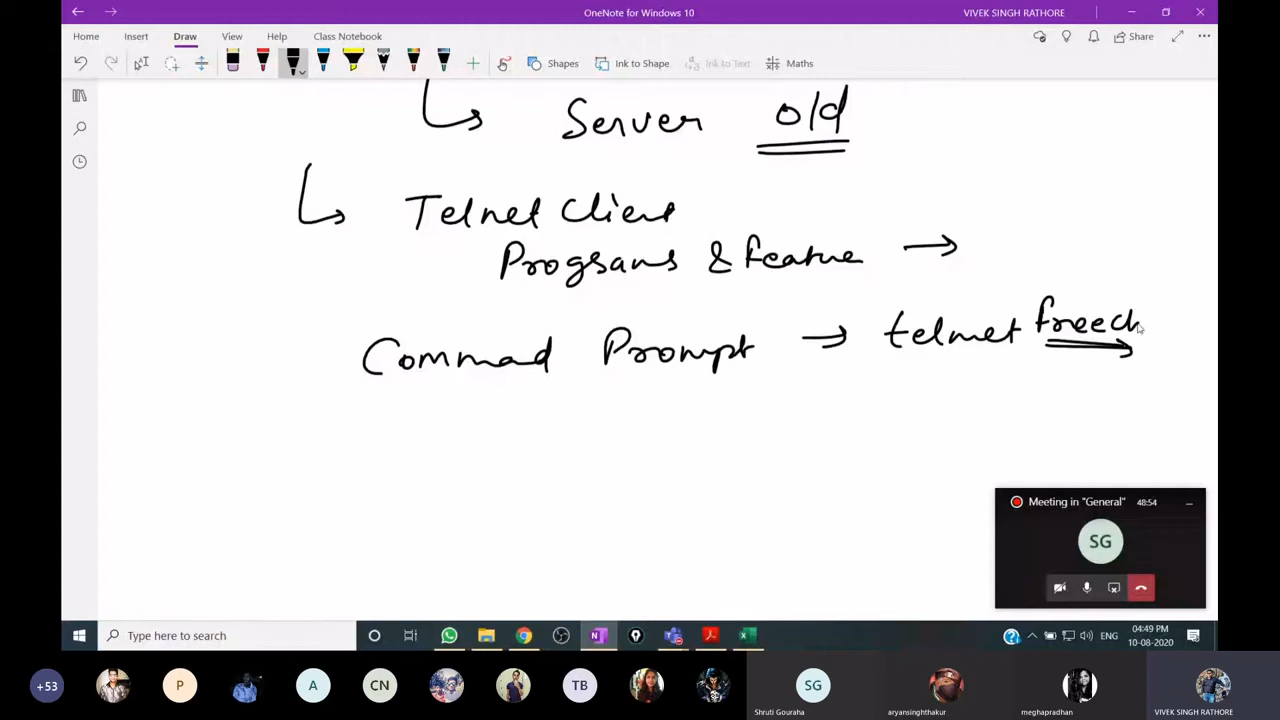 OneNote for Windows 10
VIVEK SINGH RATHORE
Home Insert Draw View Help Class Notebook
Share
Shapes Ink to Shape Ink to Text Maths
Server old
Telnet Client
Programs & Featue
Commad Prompt → telmet freech
Meeting in "General" 48:54
SG
Type here to search
ENG
04:49 PM
10-08-2020
+53 P A CN TB SG
Shruti Gouraha aryansinghthakur meghapradhan VIVEK SINGH RATHORE